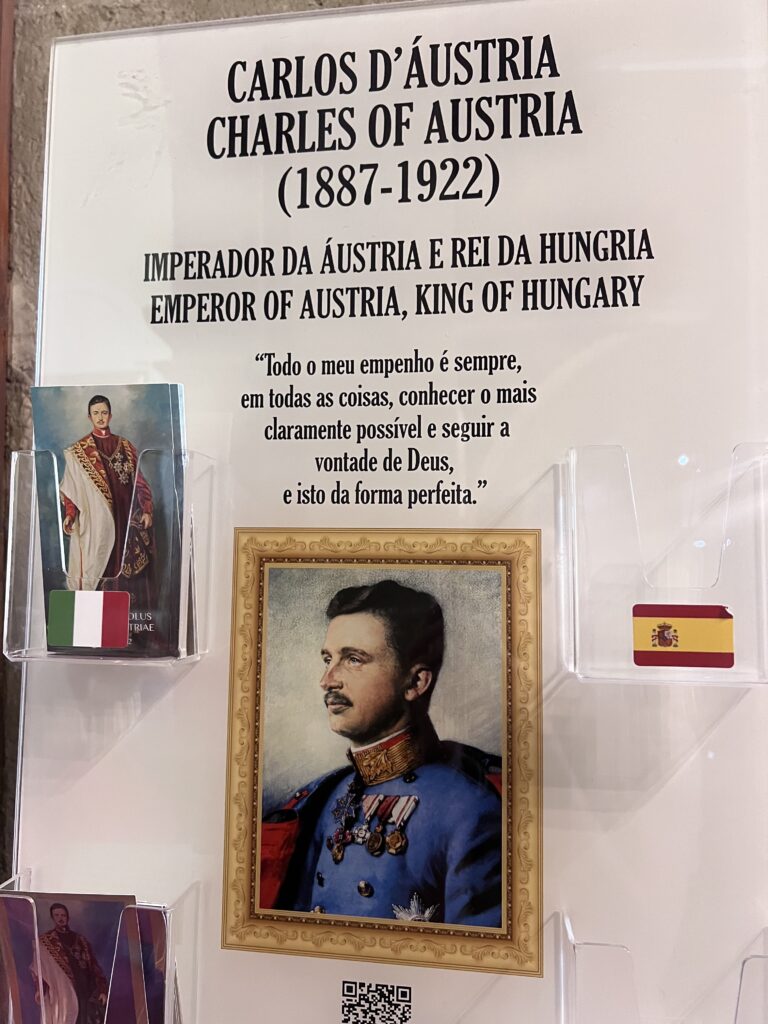 CARLOS D'ÁUSTRIA
CHARLES OF AUSTRIA
(1887-1922)
IMPERADOR DA ÁUSTRIA E REI DA HUNGRIA
EMPEROR OF AUSTRIA, KING OF HUNGARY
“Todo o meu empenho é sempre,
em todas as coisas, conhecer o mais
claramente possível e seguir a
vontade de Deus,
e isto da forma perfeita.”